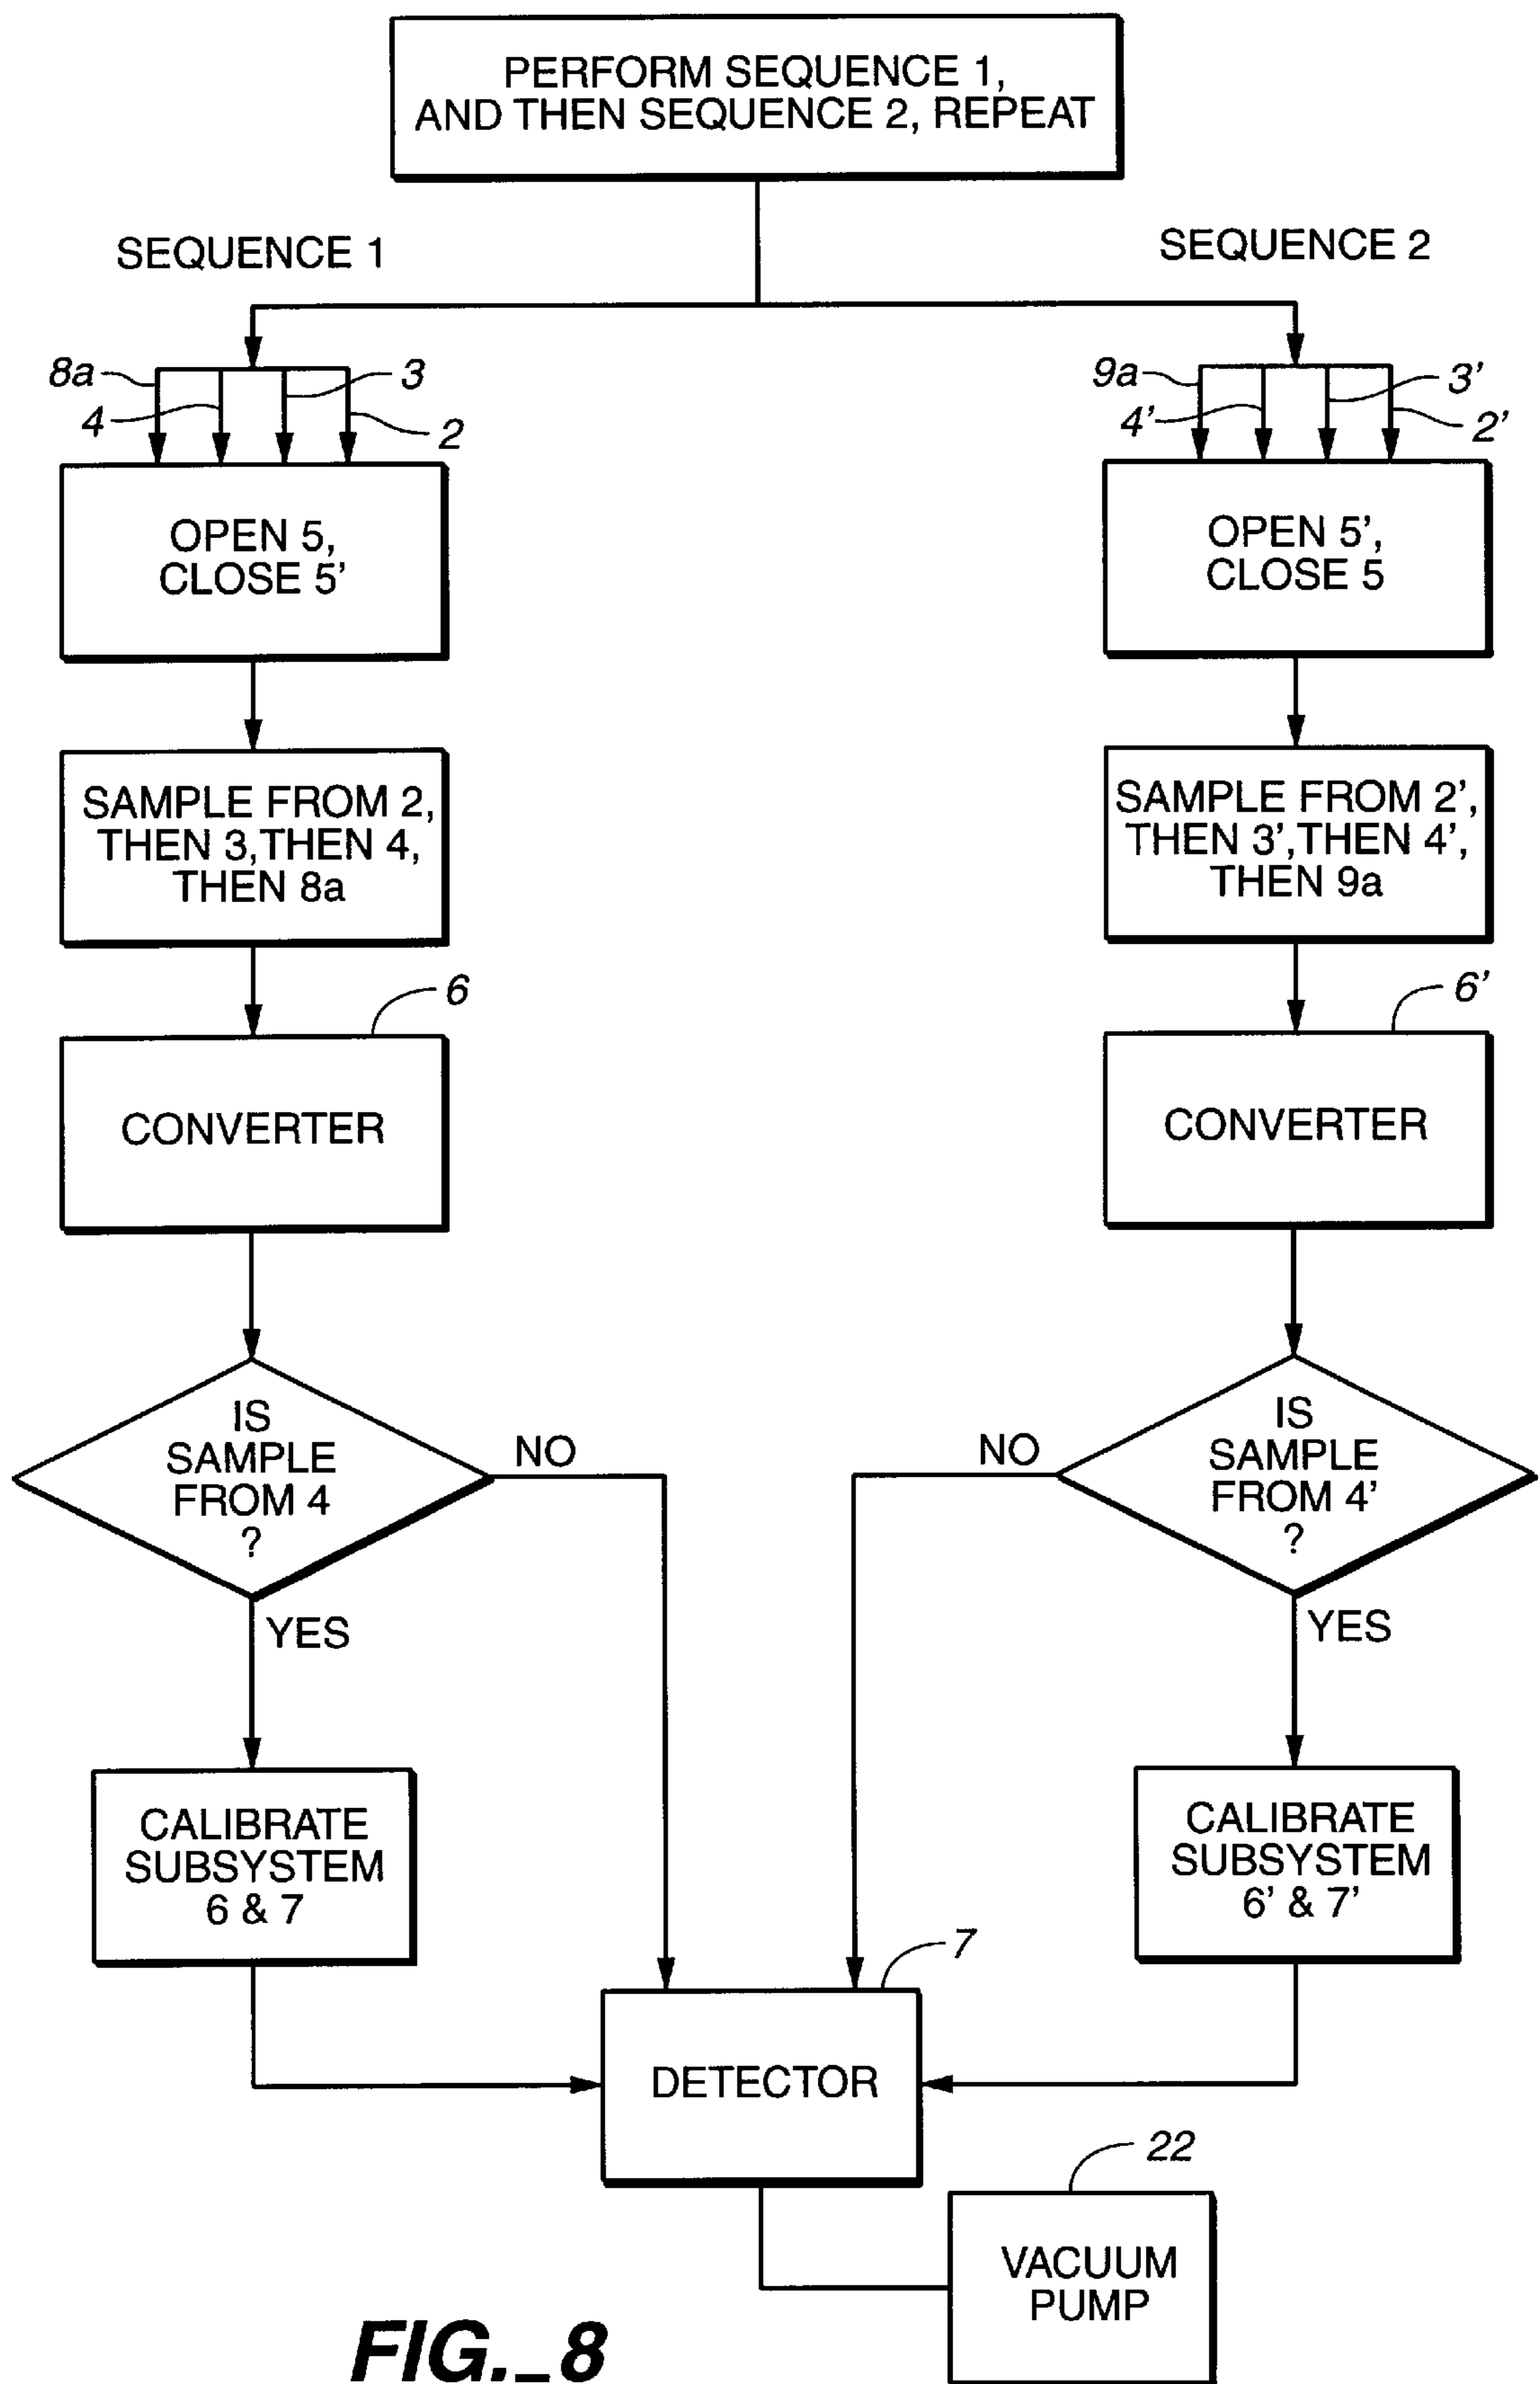 PERFORM SEQUENCE 1,
AND THEN SEQUENCE 2, REPEAT
SEQUENCE 1
SEQUENCE 2
8a
4
3
2
9a
4'
3'
2'
OPEN 5,
CLOSE 5'
OPEN 5',
CLOSE 5
SAMPLE FROM 2,
THEN 3, THEN 4,
THEN 8a
SAMPLE FROM 2',
THEN 3', THEN 4',
THEN 9a
6
6'
CONVERTER
CONVERTER
IS
SAMPLE
FROM 4
?
NO
YES
IS
SAMPLE
FROM 4'
?
NO
YES
CALIBRATE
SUBSYSTEM
6 & 7
CALIBRATE
SUBSYSTEM
6' & 7'
7
DETECTOR
22
VACUUM
PUMP
FIG._8